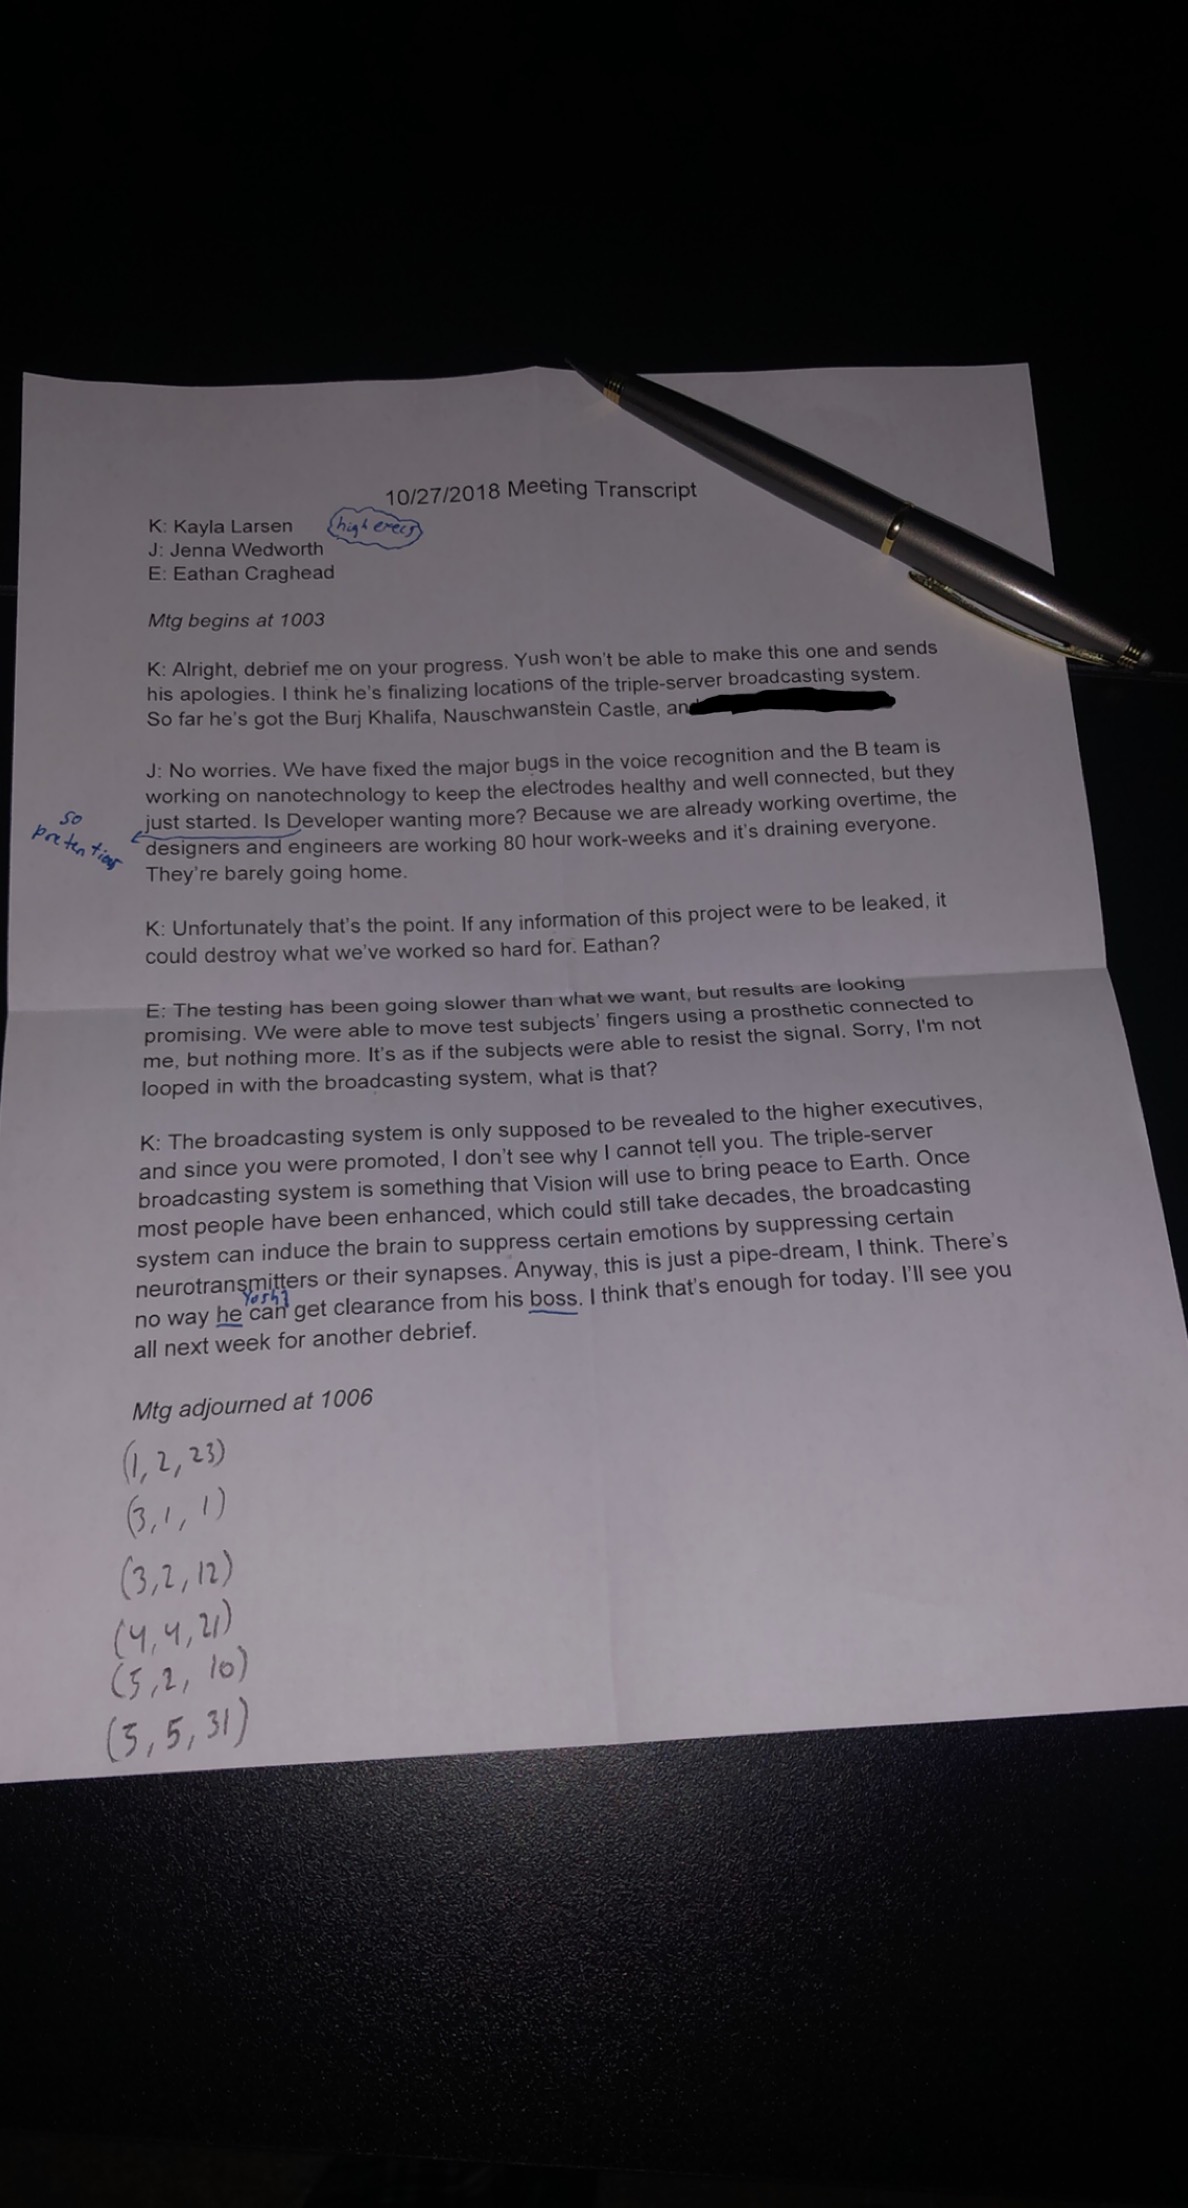 10/27/2018 Meeting Transcript
K: Kayla Larsen
high execs
J: Jenna Wedworth
E: Eathan Craghead
Mtg begins at 1003
K: Alright, debrief me on your progress. Yush won't be able to make this one and sends
his apologies. I think he's finalizing locations of the triple-server broadcasting system.
So far he's got the Burj Khalifa, Nauschwanstein Castle, and
J: No worries. We have fixed the major bugs in the voice recognition and the B team is
working on nanotechnology to keep the electrodes healthy and well connected, but they
just started. Is Developer wanting more? Because we are already working overtime, the
designers and engineers are working 80 hour work-weeks and it's draining everyone.
They're barely going home.
so
pretentious
K: Unfortunately that's the point. If any information of this project were to be leaked, it
could destroy what we've worked so hard for. Eathan?
E: The testing has been going slower than what we want, but results are looking
promising. We were able to move test subjects' fingers using a prosthetic connected to
me, but nothing more. It's as if the subjects were able to resist the signal. Sorry, I'm not
looped in with the broadcasting system, what is that?
K: The broadcasting system is only supposed to be revealed to the higher executives,
and since you were promoted, I don't see why I cannot tell you. The triple-server
broadcasting system is something that Vision will use to bring peace to Earth. Once
most people have been enhanced, which could still take decades, the broadcasting
system can induce the brain to suppress certain emotions by suppressing certain
neurotransmitters or their synapses. Anyway, this is just a pipe-dream, I think. There's
Yosh?
no way he can get clearance from his boss. I think that's enough for today. I'll see you
all next week for another debrief.
Mtg adjourned at 1006
(1, 2, 23)
(3, 1, 1)
(3, 2, 12)
(4, 4, 21)
(5, 2, 10)
(5, 5, 31)